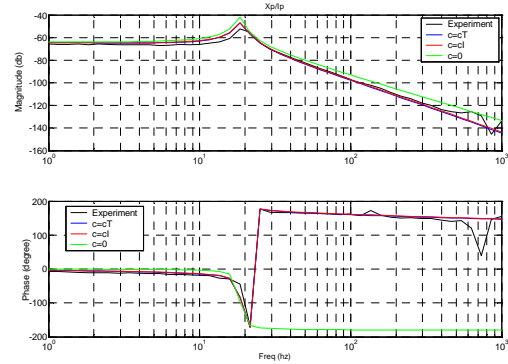 Xp/Ip
-40
-60
-80
-100
-120
-140
-160
Magnitude (db)
Experiment
c=cT
c=cI
c=0
10^0
10^1
10^2
10^3
200
100
0
-100
-200
Phase (degree)
Experiment
c=cT
c=cI
c=0
10^0
10^1
10^2
10^3
Freq (hz)